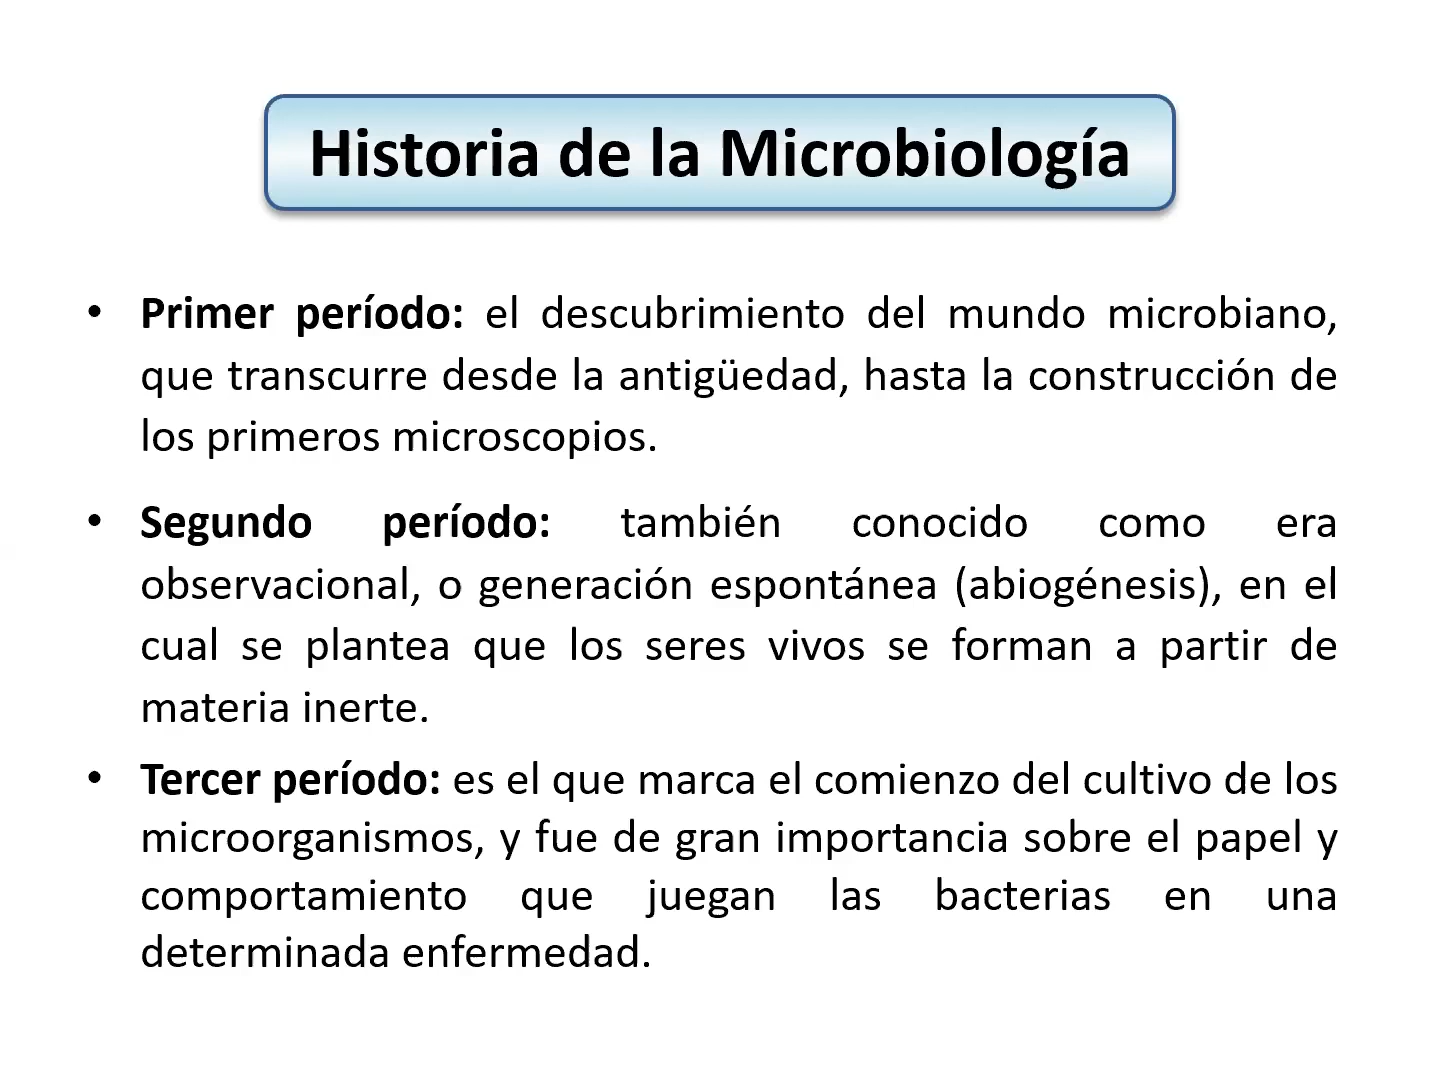 Historia de la Microbiología
• Primer período: el descubrimiento del mundo microbiano,
que transcurre desde la antigüedad, hasta la construcción de
los primeros microscopios.
• Segundo período: también conocido como era
observacional, o generación espontánea (abiogénesis), en el
cual se plantea que los seres vivos se forman a partir de
materia inerte.
• Tercer período: es el que marca el comienzo del cultivo de los
microorganismos, y fue de gran importancia sobre el papel y
comportamiento que juegan las bacterias en una
determinada enfermedad.